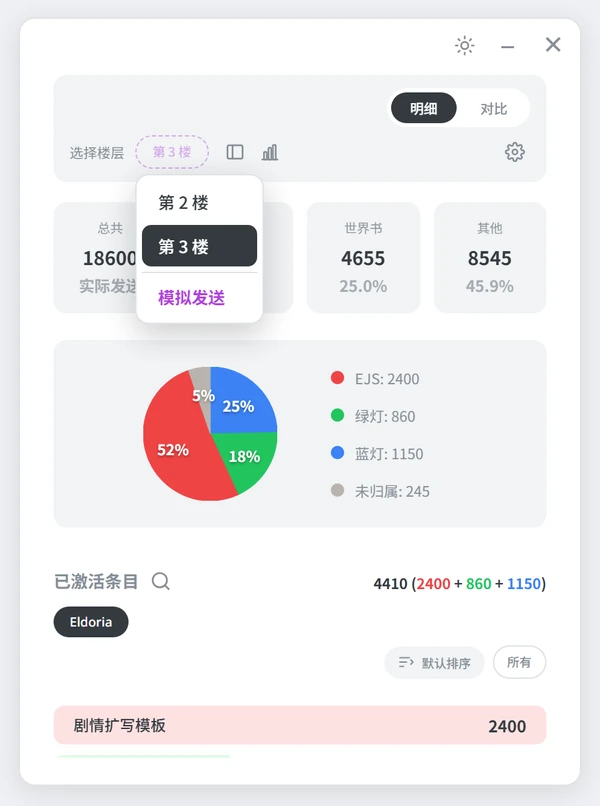 明细 对比
选择楼层 第 3 楼
第 2 楼
第 3 楼
模拟发送
总共 世界书 其他
18600 4655 8545
实际发送 25.0% 45.9%
5% 25%
52% 18%
EJS: 2400
绿灯: 860
蓝灯: 1150
未归属: 245
已激活条目 4410 (2400 + 860 + 1150)
Eldoria
默认排序 所有
剧情扩写模板 2400